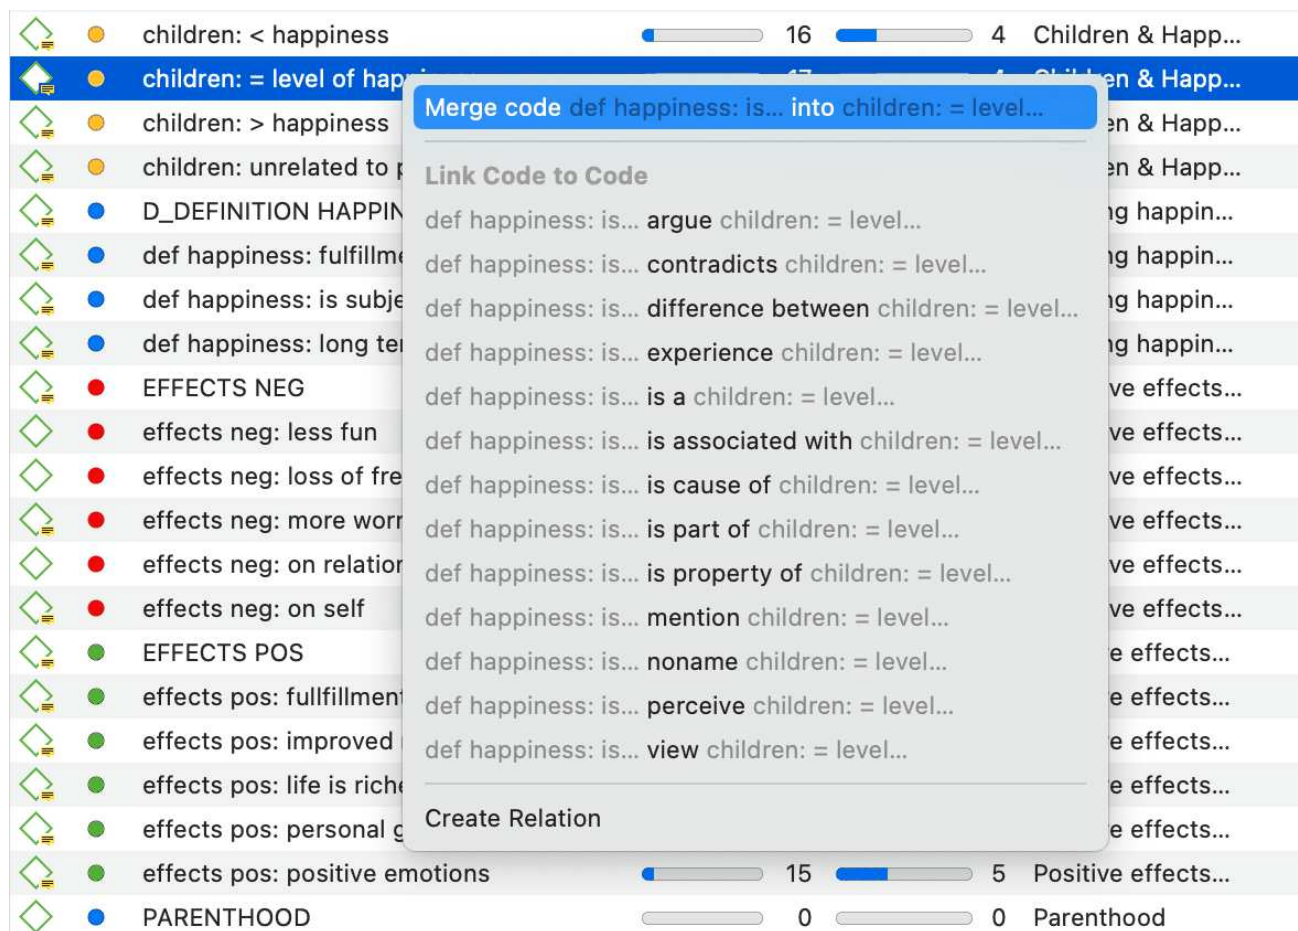 children: < happiness 16 4 Children & Happ...
children: = level of hap en & Happ...
Merge code def happiness: is... into children: = level...
children: > happiness en & Happ...
children: unrelated to en & Happ...
Link Code to Code
D_DEFINITION HAPPIN ng happin...
def happiness: is... argue children: = level...
def happiness: fulfillme ng happin...
def happiness: is... contradicts children: = level...
def happiness: is subje ng happin...
def happiness: is... difference between children: = level...
def happiness: long te ng happin...
def happiness: is... experience children: = level...
EFFECTS NEG ve effects...
def happiness: is... is a children: = level...
effects neg: less fun ve effects...
def happiness: is... is associated with children: = level...
effects neg: loss of fre ve effects...
def happiness: is... is cause of children: = level...
effects neg: more worr ve effects...
def happiness: is... is part of children: = level...
effects neg: on relation ve effects...
def happiness: is... is property of children: = level...
effects neg: on self ve effects...
def happiness: is... mention children: = level...
EFFECTS POS e effects...
def happiness: is... noname children: = level...
effects pos: fullfillment e effects...
def happiness: is... perceive children: = level...
effects pos: improved e effects...
def happiness: is... view children: = level...
effects pos: life is riche e effects...
Create Relation
effects pos: personal g e effects...
effects pos: positive emotions 15 5 Positive effects...
PARENTHOOD 0 0 Parenthood